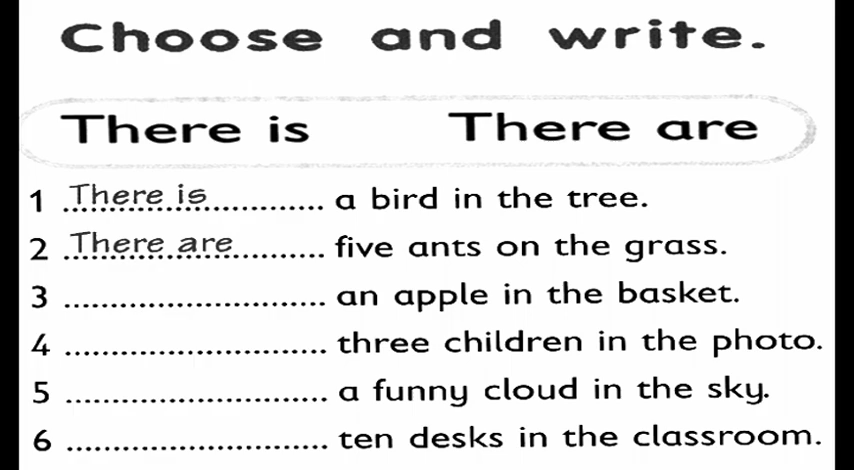 Choose and write.
There is There are
1 There is........................ a bird in the tree.
2 There are........................ five ants on the grass.
3 ................................ an apple in the basket.
4 ................................ three children in the photo.
5 ................................ a funny cloud in the sky.
6 ................................ ten desks in the classroom.